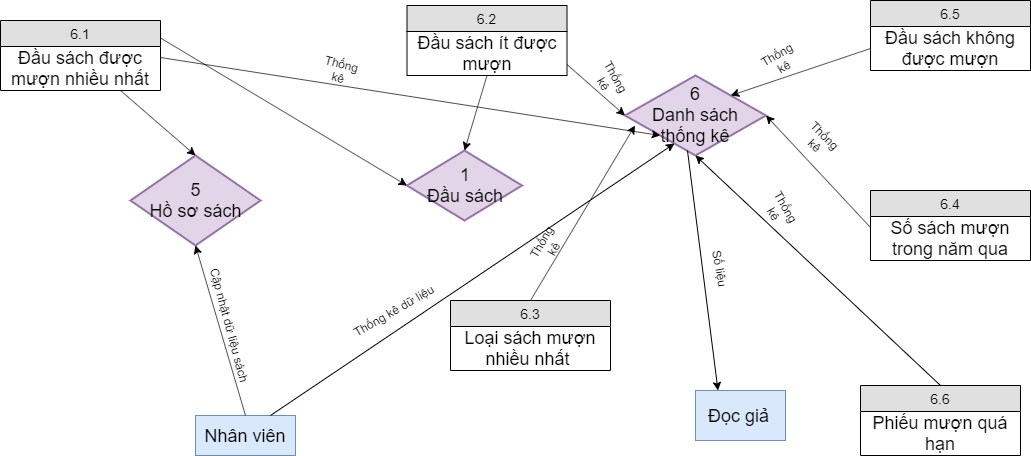 6.1
Đầu sách được
mượn nhiều nhất
6.2
Đầu sách ít được
mượn
6.5
Đầu sách không
được mượn
Thống
kê
Thống
kê
Thống
kê
6
Danh sách
thống kê
Thống
kê
5
Hồ sơ sách
1
Đầu sách
Thống
kê
6.4
Số sách mượn
trong năm qua
Thống
kê
Số liệu
Cập nhật dữ liệu sách
Thống kê dữ liệu
6.3
Loại sách mượn
nhiều nhất
Nhân viên
Đọc giả
6.6
Phiếu mượn quá
hạn